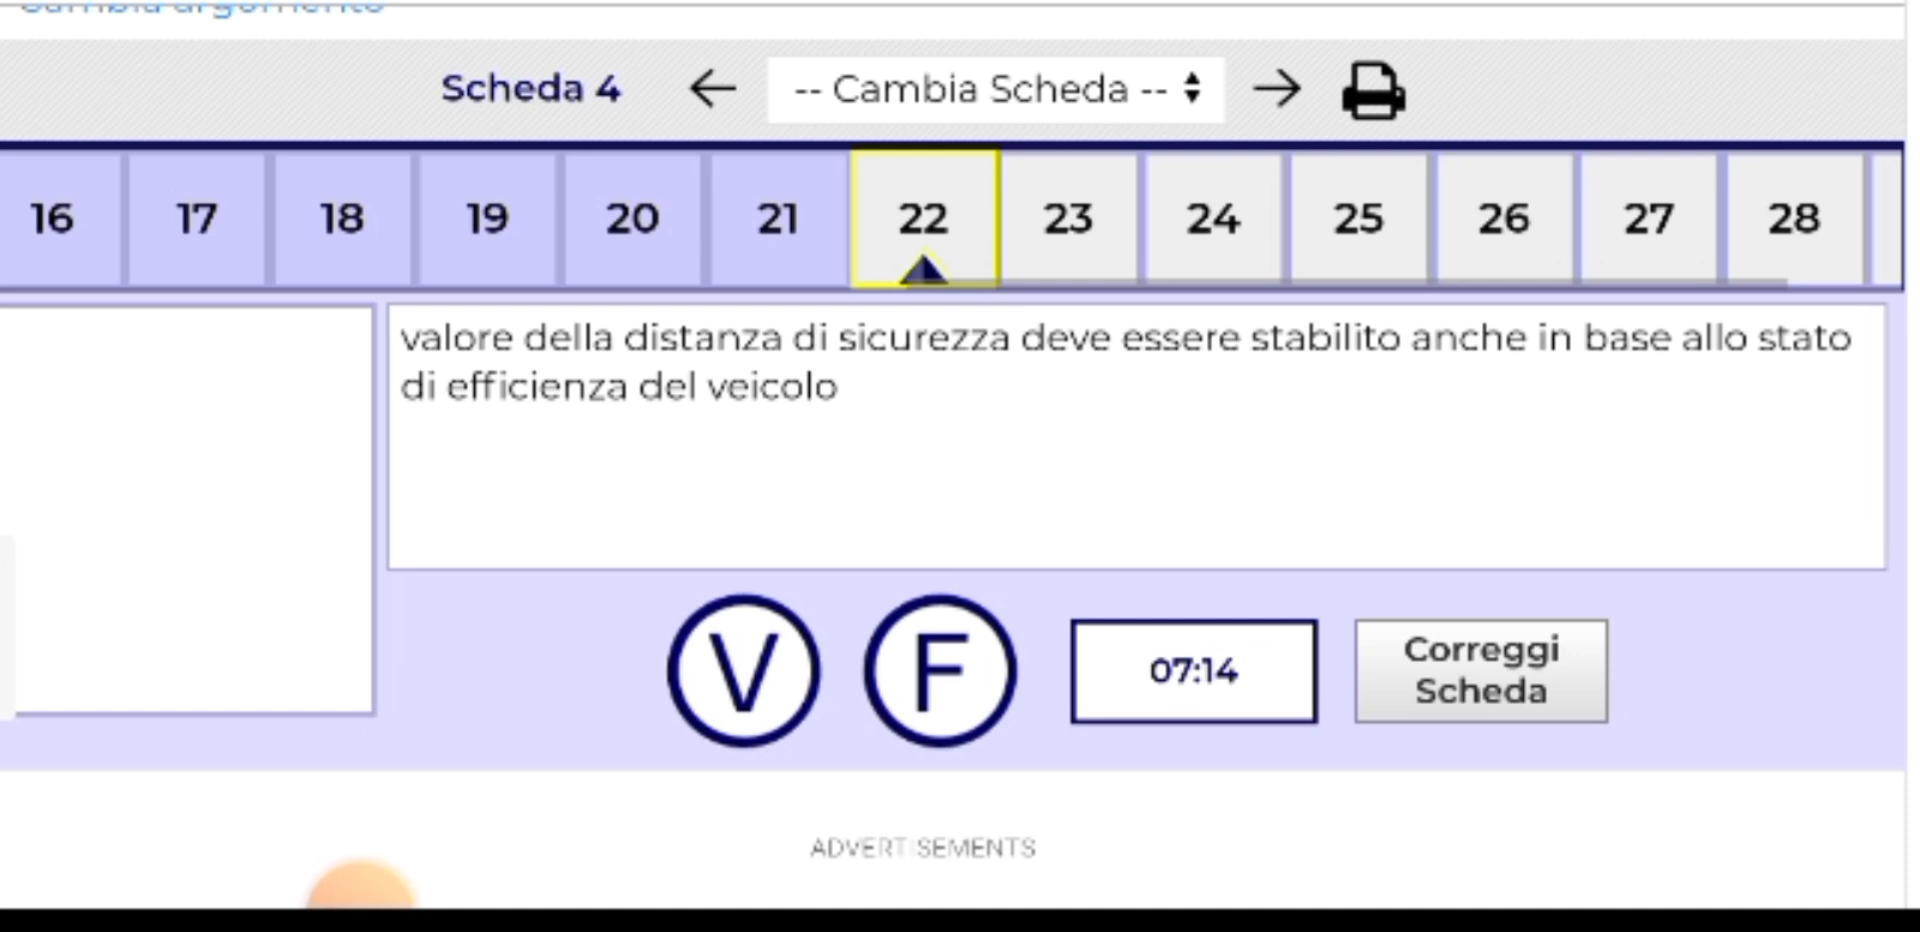 Cambia argomento
Scheda 4
-- Cambia Scheda --
16 17 18 19 20 21 22 23 24 25 26 27 28
valore della distanza di sicurezza deve essere stabilito anche in base allo stato
di efficienza del veicolo
V F
07:14
Correggi
Scheda
ADVERTISEMENTS